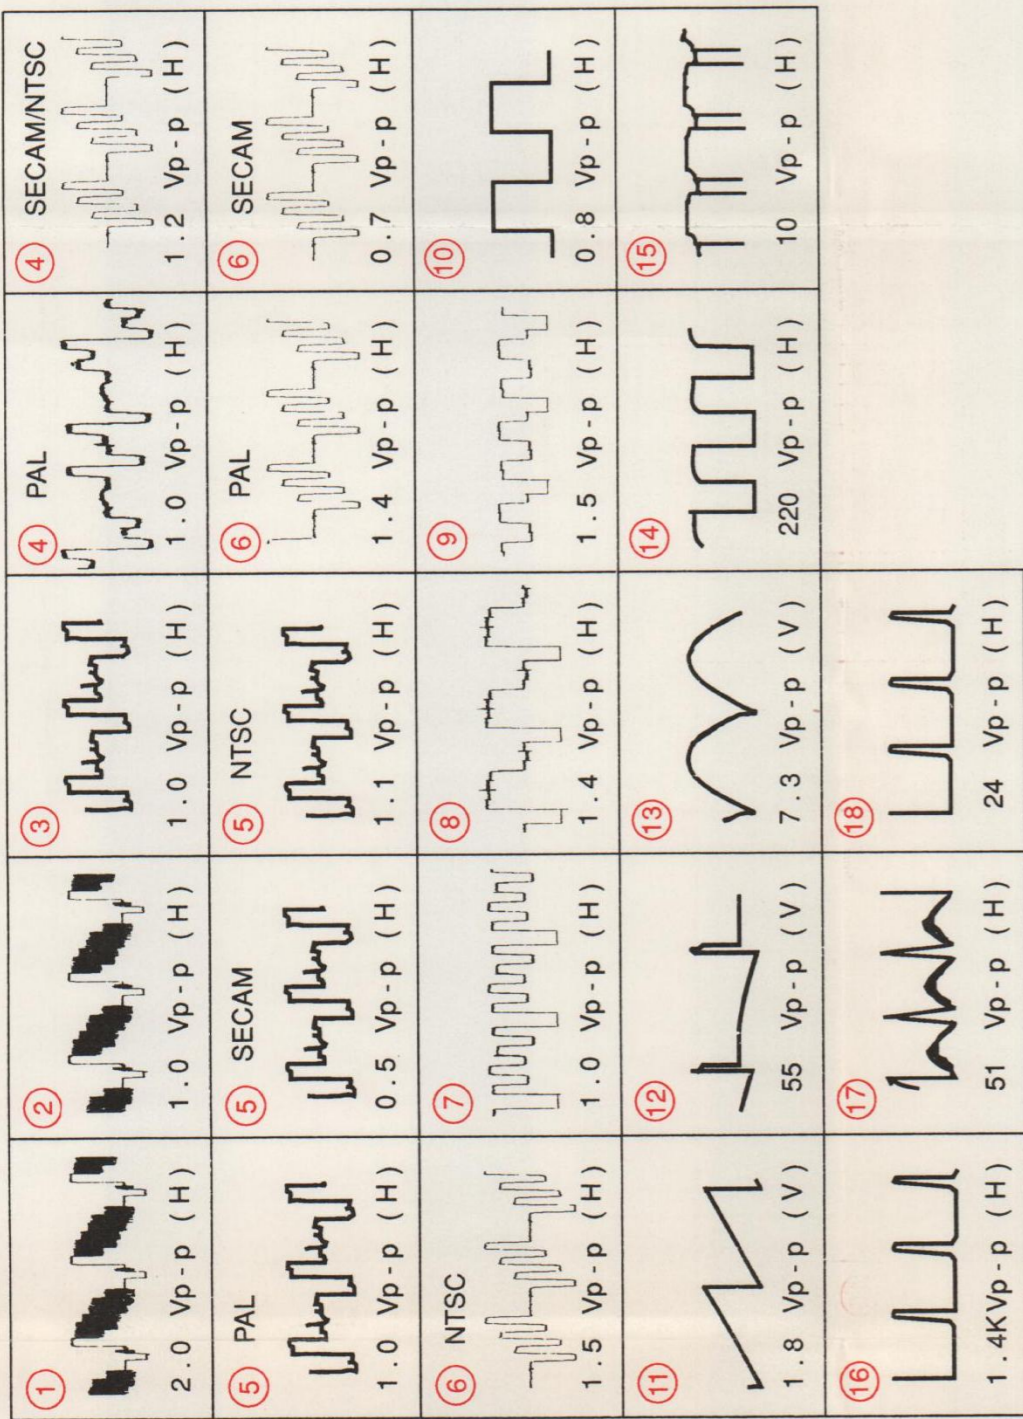 1
2.0 Vp-p (H)
2
1.0 Vp-p (H)
3
1.0 Vp-p (H)
4 PAL
1.0 Vp-p (H)
4 SECAM/NTSC
1.2 Vp-p (H)
5 PAL
1.0 Vp-p (H)
5 SECAM
0.5 Vp-p (H)
5 NTSC
1.1 Vp-p (H)
6 PAL
1.4 Vp-p (H)
6 SECAM
0.7 Vp-p (H)
6 NTSC
1.5 Vp-p (H)
7
1.0 Vp-p (H)
8
1.4 Vp-p (H)
9
1.5 Vp-p (H)
10
0.8 Vp-p (H)
11
1.8 Vp-p (V)
12
55 Vp-p (V)
13
7.3 Vp-p (V)
14
220 Vp-p (H)
15
10 Vp-p (H)
16
1.4KVp-p (H)
17
51 Vp-p (H)
18
24 Vp-p (H)